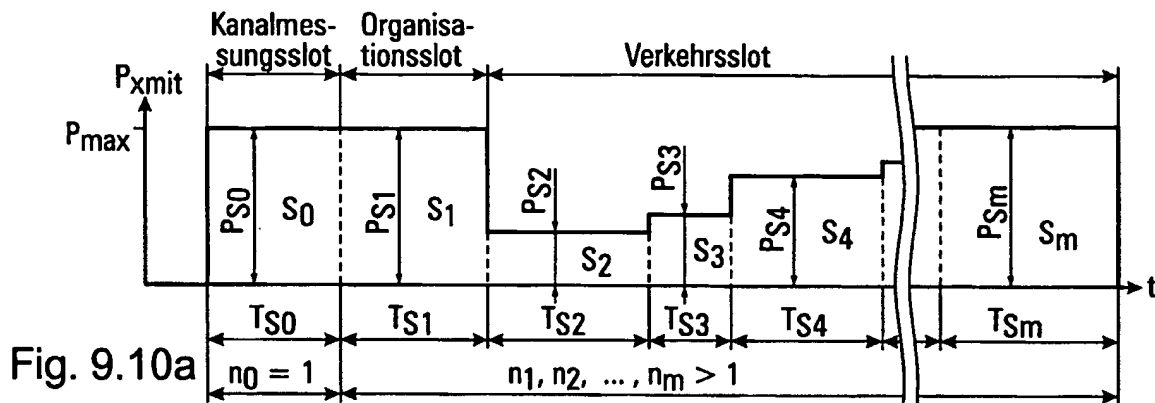 Kanalmes- Organisa-
sungsslot tionsslot Verkehrsslot
Pxmit
Pmax
PS0 S0 PS1 S1 PS2 S2 PS3 S3 PS4 S4 PSm Sm
t
TS0 TS1 TS2 TS3 TS4 TSm
Fig. 9.10a n0 = 1 n1, n2, ... , nm > 1